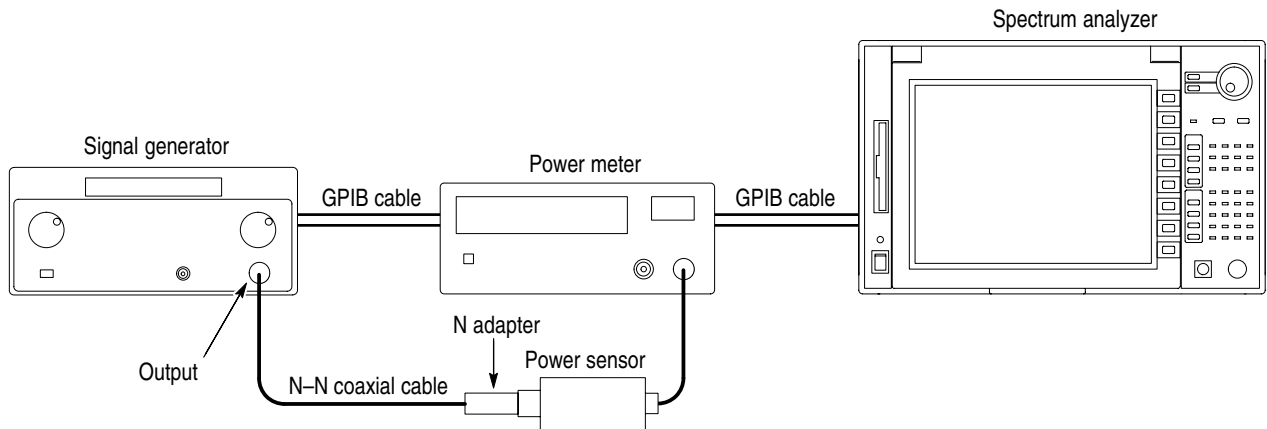 Spectrum analyzer
Signal generator
Power meter
GPIB cable
GPIB cable
N adapter
Power sensor
Output
N–N coaxial cable